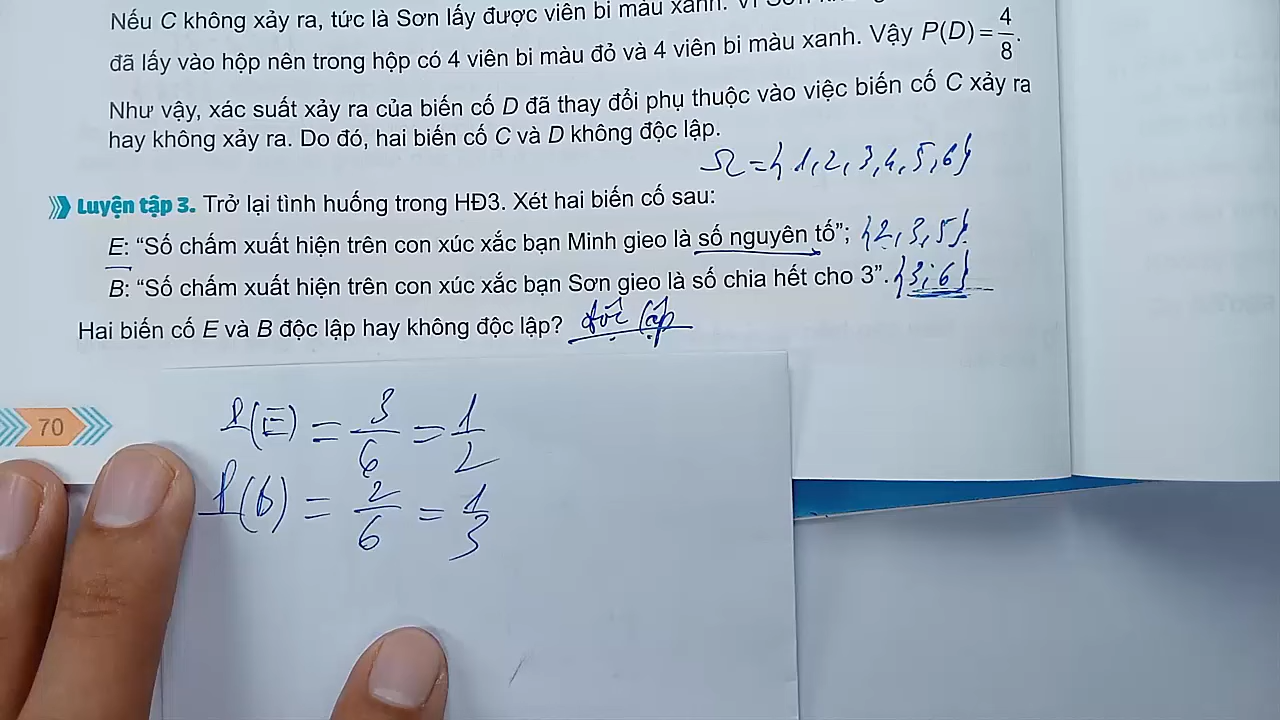 Nếu C không xảy ra, tức là Sơn lấy được viên bi màu xanh. Vì Sơn
đã lấy vào hộp nên trong hộp có 4 viên bi màu đỏ và 4 viên bi màu xanh. Vậy P(D)=4/8.
Như vậy, xác suất xảy ra của biến cố D đã thay đổi phụ thuộc vào việc biến cố C xảy ra
hay không xảy ra. Do đó, hai biến cố C và D không độc lập.
Ω={1,2,3,4,5,6}
Luyện tập 3. Trở lại tình huống trong HĐ3. Xét hai biến cố sau:
E: “Số chấm xuất hiện trên con xúc xắc bạn Minh gieo là số nguyên tố”; {2,3,5}
B: “Số chấm xuất hiện trên con xúc xắc bạn Sơn gieo là số chia hết cho 3”. {3;6}
Hai biến cố E và B độc lập hay không độc lập? độc lập
P(E) = 3/6 = 1/2
70
P(B) = 2/6 = 1/3